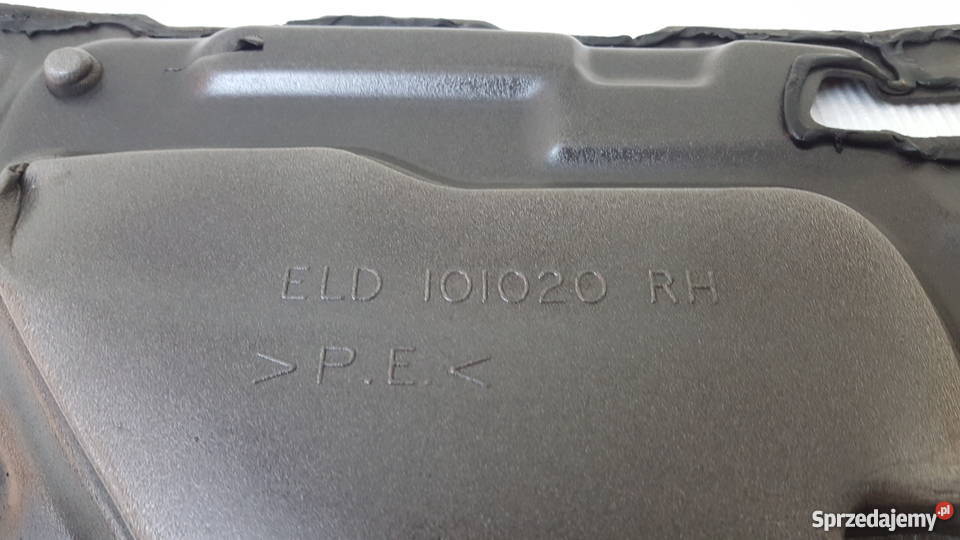 ELD 101020 RH
>P.E.<
Sprzedajemy.pl